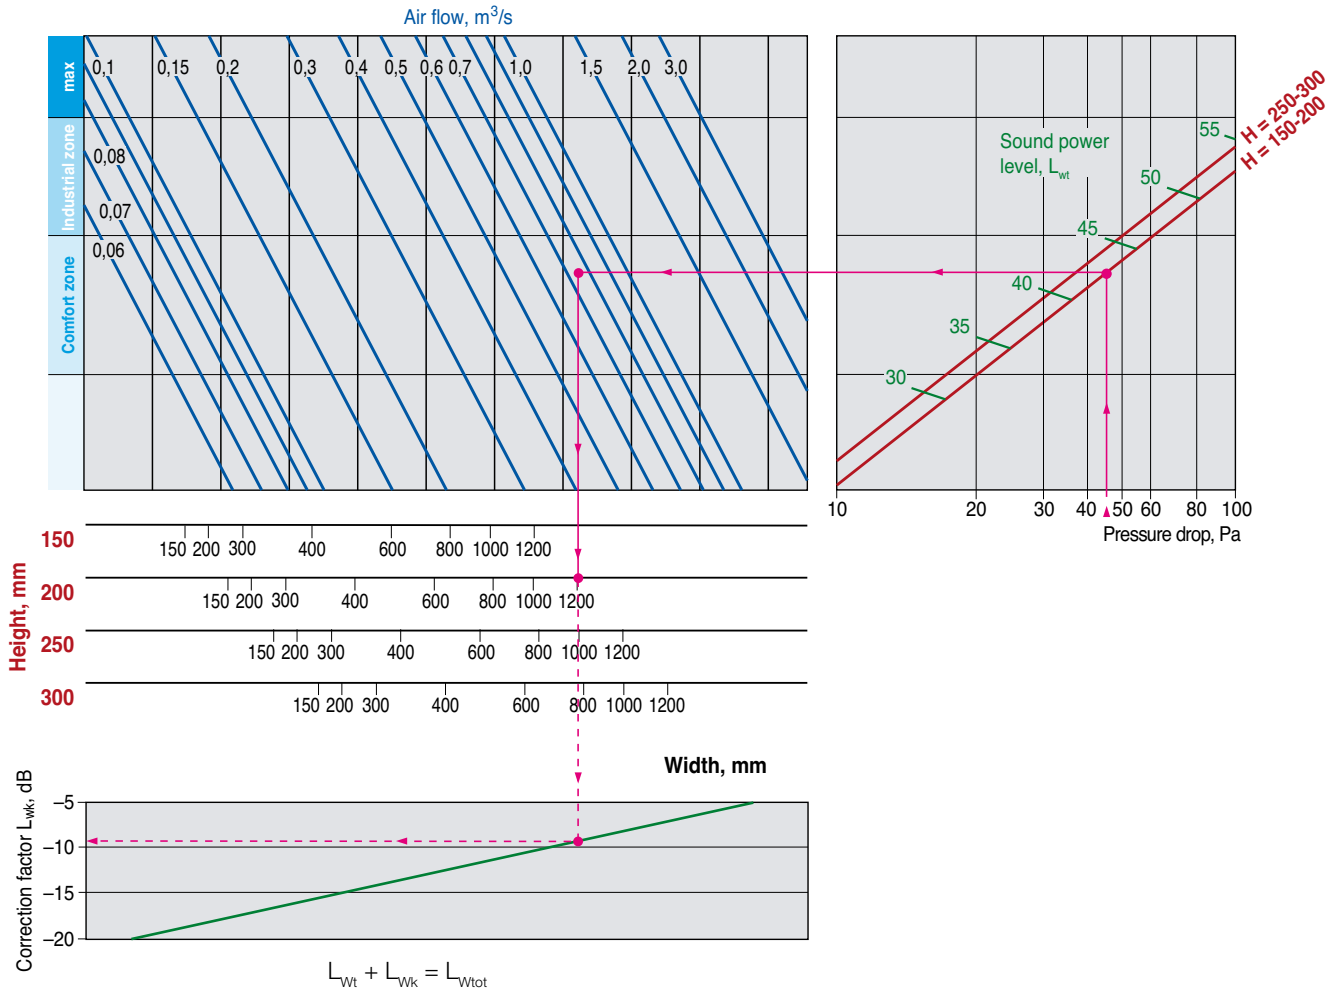 Air flow, m³/s
max
Industrial zone
Comfort zone
0,1 0,15 0,2 0,3 0,4 0,5 0,6 0,7 1,0 1,5 2,0 3,0
0,08
0,07
0,06
H = 250-300
H = 150-200
Sound power
level, Lwt
55
50
45
40
35
30
10 20 30 40 50 60 80 100
Pressure drop, Pa
Height, mm
150
150 200 300 400 600 800 1000 1200
200
150 200 300 400 600 800 1000 1200
250
150 200 300 400 600 800 1000 1200
300
150 200 300 400 600 800 1000 1200
Width, mm
Correction factor Lwk, dB
–5
–10
–15
–20
LWt + LWk = LWtot